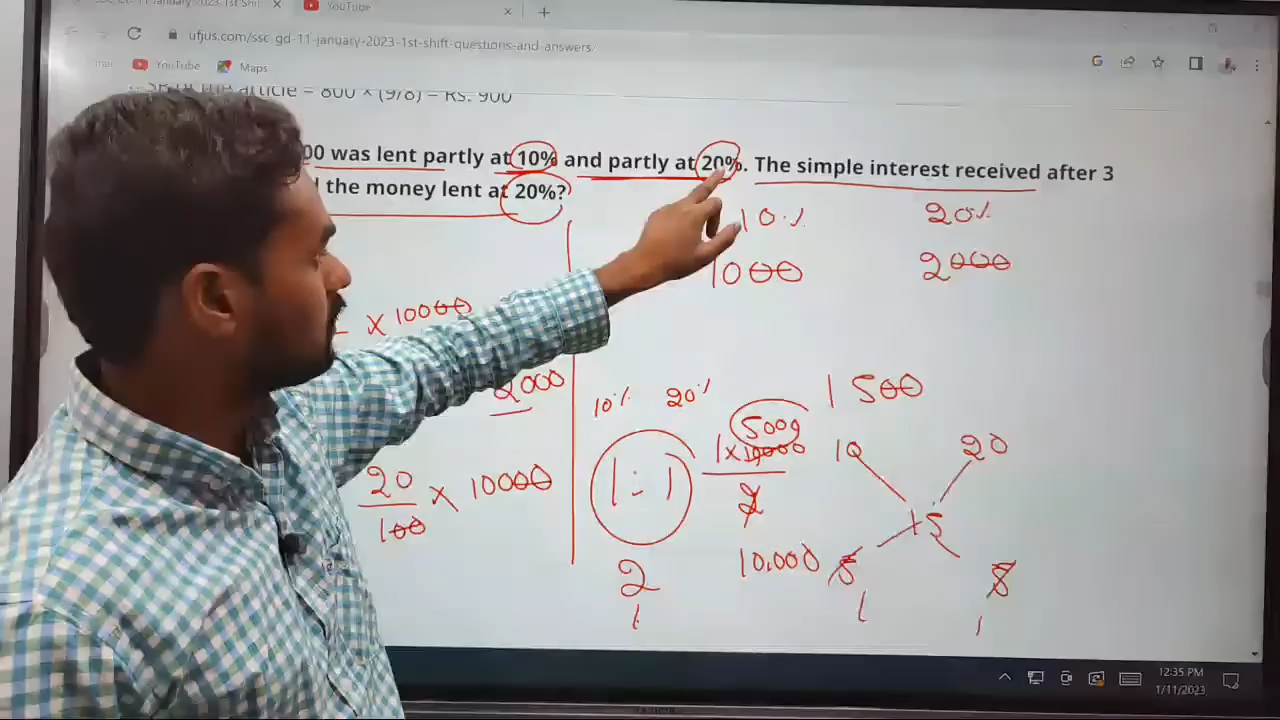 YouTube
ufjus.com/ssc-gd-11-january-2023-1st-shift-questions-and-answers
YouTube Maps
article = 800 × (9/8) = Rs. 900
00 was lent partly at 10% and partly at 20%. The simple interest received after 3
the money lent at 20%?
10% 20%
1000 2000
× 10000
1500
2000
10% 20%
5000
1×10000
2
10 20
1:1
20/100 × 10000
15
2
10,000 5 5
1 1 1
12:35 PM
1/11/2023